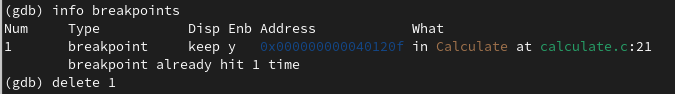 (gdb) info breakpoints
Num     Type           Disp Enb Address            What
1       breakpoint     keep y   0x000000000040120f in Calculate at calculate.c:21
        breakpoint already hit 1 time
(gdb) delete 1